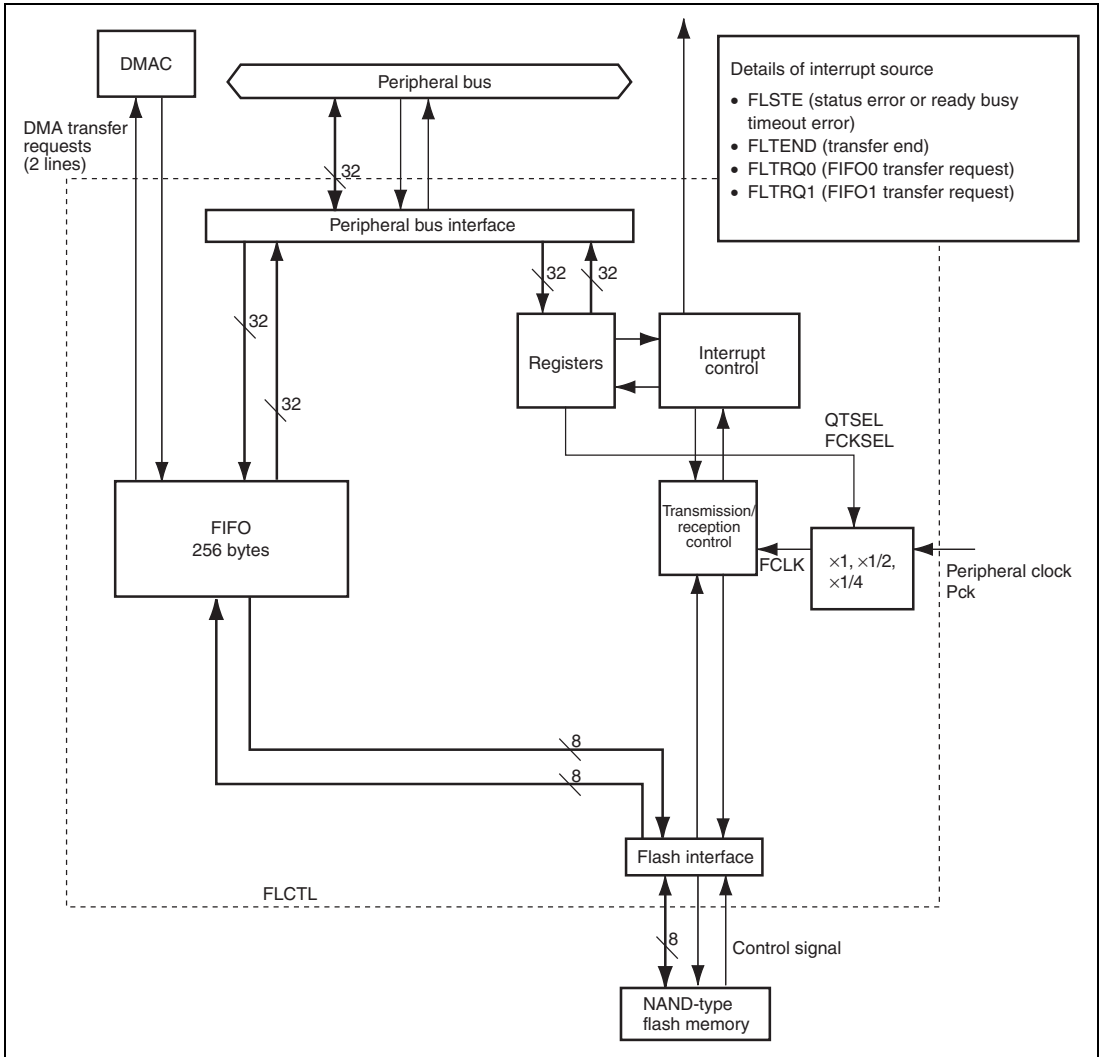 DMAC
Peripheral bus
DMA transfer
requests
(2 lines)
32
Details of interrupt source
• FLSTE (status error or ready busy
timeout error)
• FLTEND (transfer end)
• FLTRQ0 (FIFO0 transfer request)
• FLTRQ1 (FIFO1 transfer request)
Peripheral bus interface
32
32
32
32
Registers
Interrupt
control
QTSEL
FCKSEL
FIFO
256 bytes
Transmission/
reception
control
FCLK
×1, ×1/2,
×1/4
Peripheral clock
Pck
8
8
Flash interface
FLCTL
8
Control signal
NAND-type
flash memory